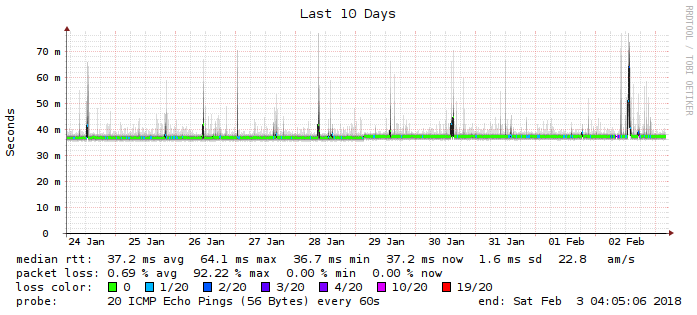 Last 10 Days
RRDTOOL / TOBI OETIKER
Seconds
70 m
60 m
50 m
40 m
30 m
20 m
10 m
0
24 Jan 25 Jan 26 Jan 27 Jan 28 Jan 29 Jan 30 Jan 31 Jan 01 Feb 02 Feb
median rtt: 37.2 ms avg 64.1 ms max 36.7 ms min 37.2 ms now 1.6 ms sd 22.8 am/s
packet loss: 0.69 % avg 92.22 % max 0.00 % min 0.00 % now
loss color: 0 1/20 2/20 3/20 4/20 10/20 19/20
probe: 20 ICMP Echo Pings (56 Bytes) every 60s end: Sat Feb 3 04:05:06 2018